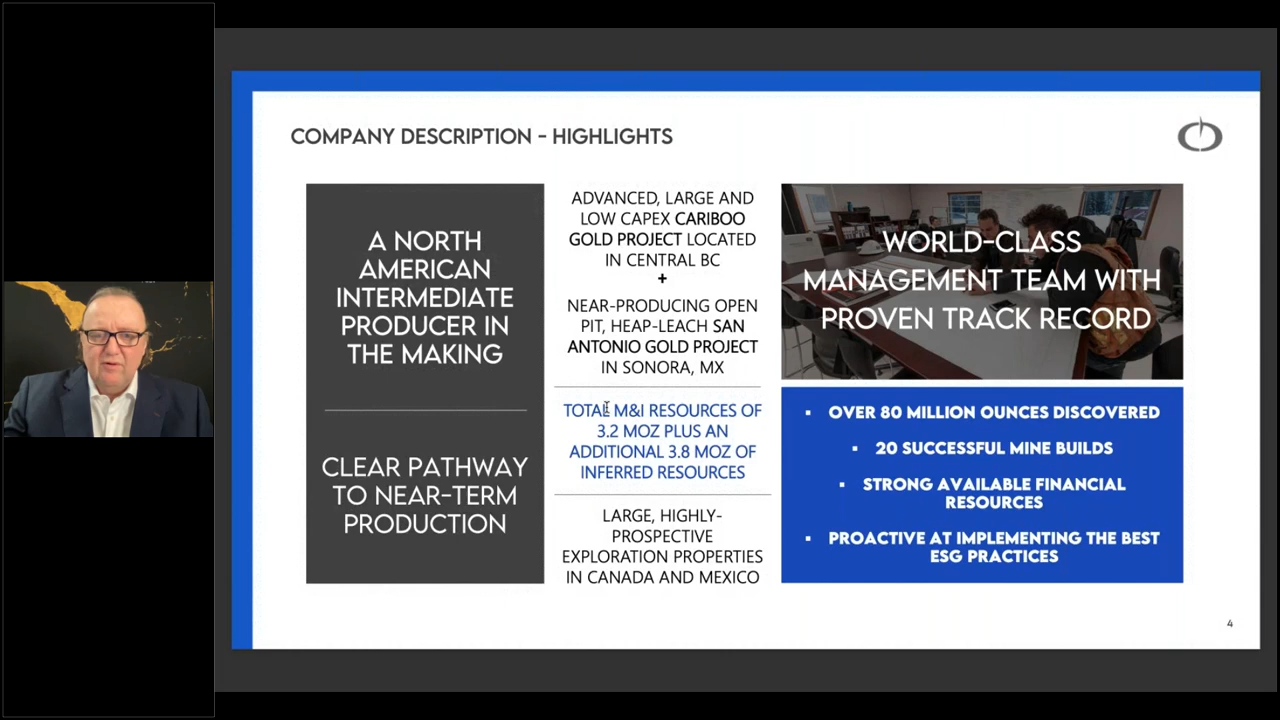 COMPANY DESCRIPTION - HIGHLIGHTS
A NORTH
AMERICAN
INTERMEDIATE
PRODUCER IN
THE MAKING
CLEAR PATHWAY
TO NEAR-TERM
PRODUCTION
ADVANCED, LARGE AND
LOW CAPEX CARIBOO
GOLD PROJECT LOCATED
IN CENTRAL BC
+
NEAR-PRODUCING OPEN
PIT, HEAP-LEACH SAN
ANTONIO GOLD PROJECT
IN SONORA, MX
TOTAL M&I RESOURCES OF
3.2 MOZ PLUS AN
ADDITIONAL 3.8 MOZ OF
INFERRED RESOURCES
LARGE, HIGHLY-
PROSPECTIVE
EXPLORATION PROPERTIES
IN CANADA AND MEXICO
WORLD-CLASS
MANAGEMENT TEAM WITH
PROVEN TRACK RECORD
▪ OVER 80 MILLION OUNCES DISCOVERED
▪ 20 SUCCESSFUL MINE BUILDS
▪ STRONG AVAILABLE FINANCIAL
RESOURCES
▪ PROACTIVE AT IMPLEMENTING THE BEST
ESG PRACTICES
4